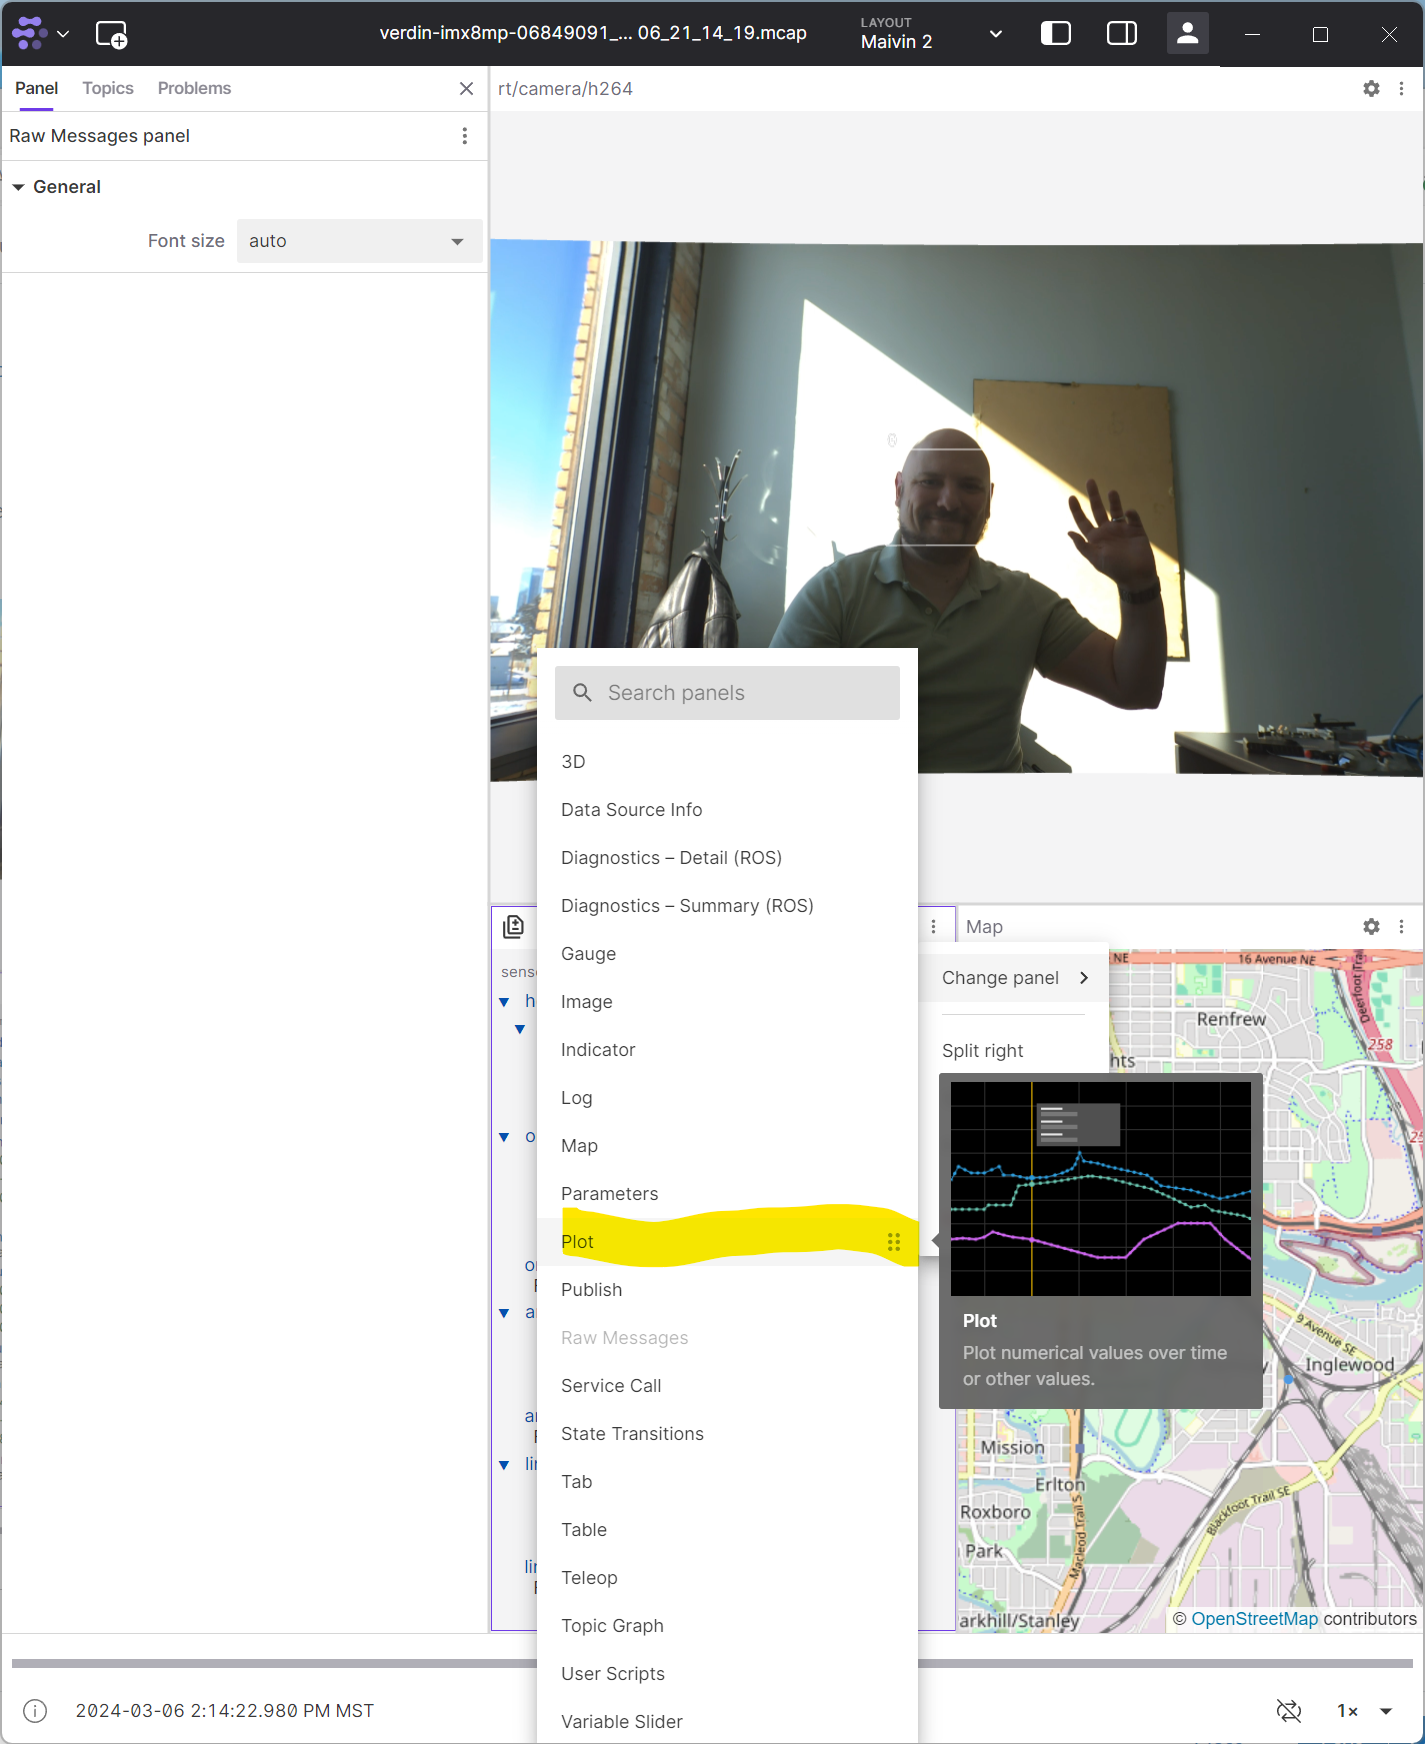 verdin-imx8mp-06849091_... 06_21_14_19.mcap
LAYOUT
Maivin 2
Panel
Topics
Problems
rt/camera/h264
Raw Messages panel
General
Font size
auto
Search panels
3D
Data Source Info
Diagnostics – Detail (ROS)
Diagnostics – Summary (ROS)
Gauge
Image
Indicator
Log
Map
Parameters
Plot
Publish
Raw Messages
Service Call
State Transitions
Tab
Table
Teleop
Topic Graph
User Scripts
Variable Slider
Change panel
Split right
Plot
Plot numerical values over time
or other values.
Map
NE
16 Avenue NE
Deerfoot Trail
Renfrew
258
hts
25
9 Avenue SE
Inglewood
Mission
Erlton
Roxboro
Park
Macleod Trail S
Blackfoot Trail SE
arkhill/Stanley
© OpenStreetMap contributors
2024-03-06 2:14:22.980 PM MST
1×